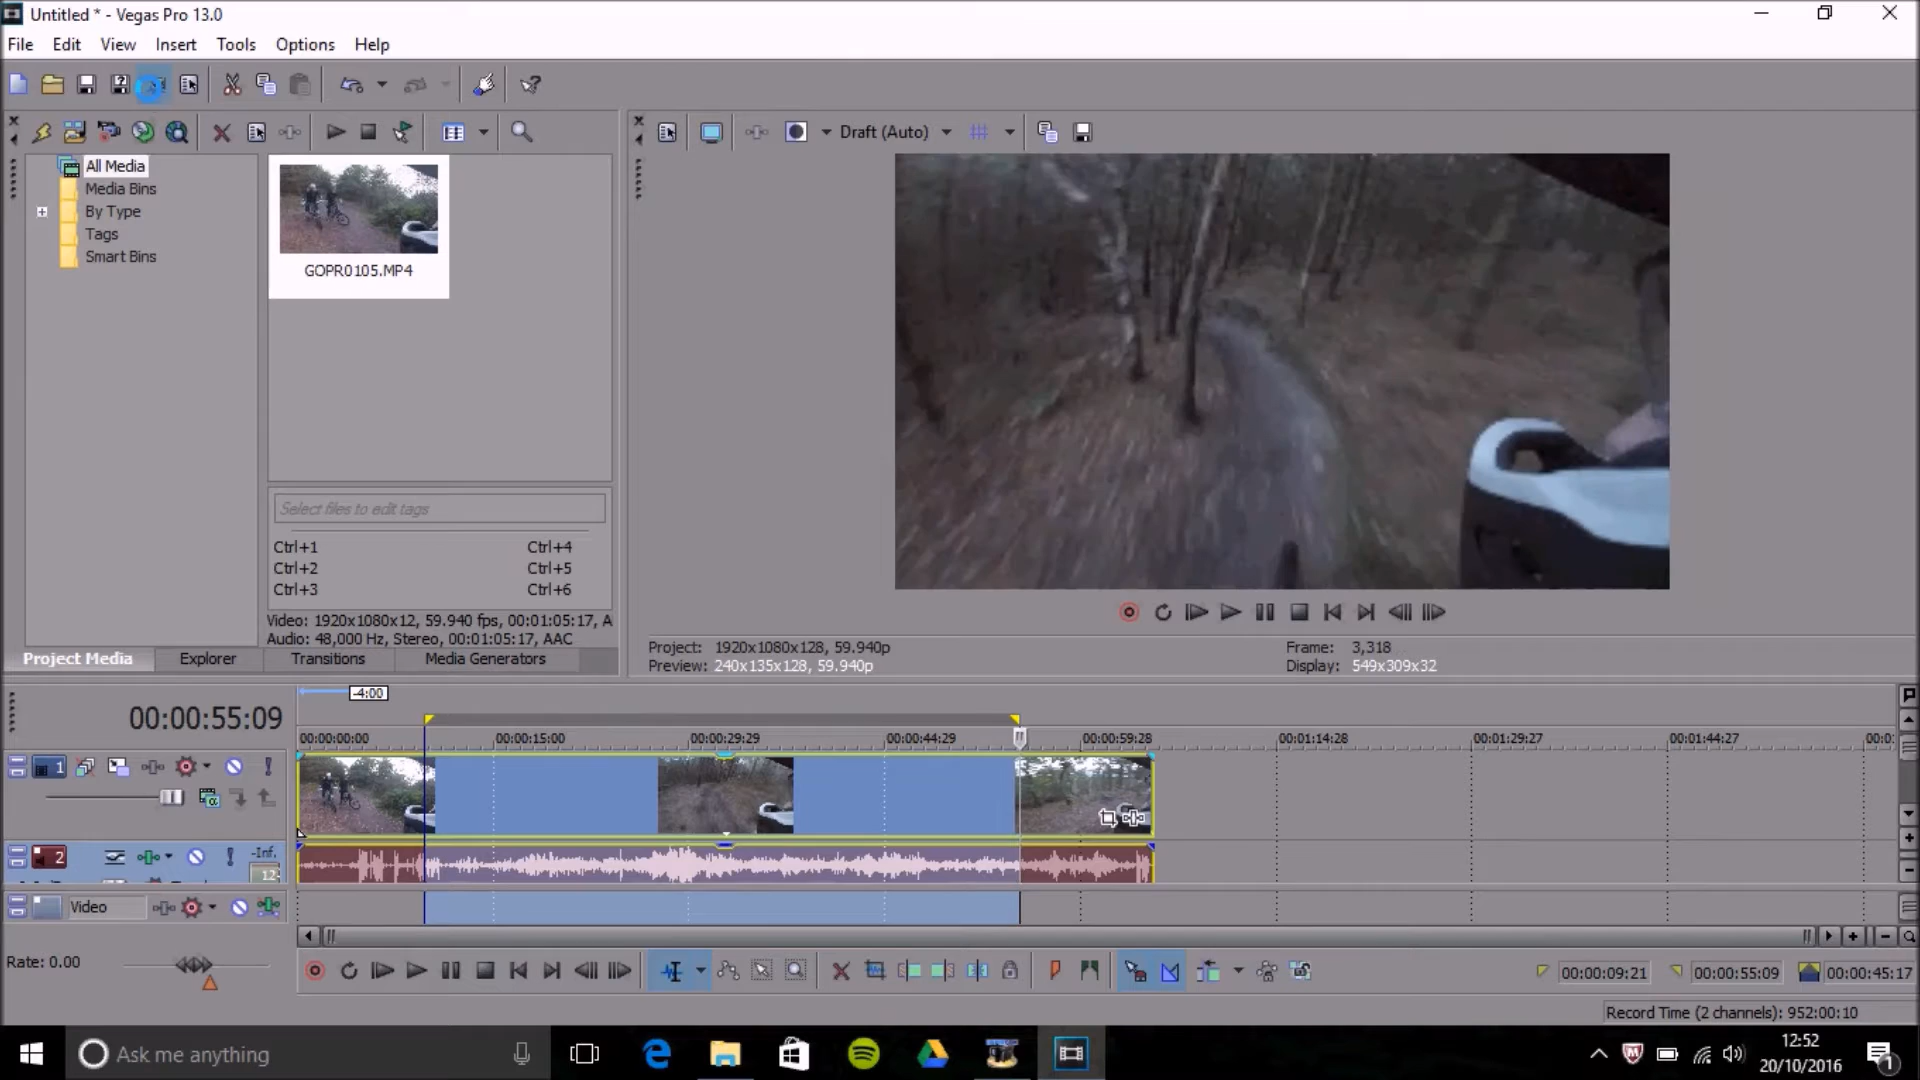 Untitled * - Vegas Pro 13.0
File Edit View Insert Tools Options Help
Draft (Auto)
All Media
Media Bins
By Type
Tags
Smart Bins
GOPR0105.MP4
Select files to edit tags
Ctrl+1 Ctrl+4
Ctrl+2 Ctrl+5
Ctrl+3 Ctrl+6
Video: 1920x1080x12, 59.940 fps, 00:01:05:17, A
Audio: 48,000 Hz, Stereo, 00:01:05:17, AAC
Project Media Explorer Transitions Media Generators
Project: 1920x1080x128, 59.940p
Preview: 240x135x128, 59.940p
Frame: 3,318
Display: 549x309x32
-4:00
00:00:55:09
00:00:00:00 00:00:15:00 00:00:29:29 00:00:44:29 00:00:59:28 00:01:14:28 00:01:29:27 00:01:44:27 00:0
1
2
-Inf.
12
Video
Rate: 0.00
00:00:09:21 00:00:55:09 00:00:45:17
Record Time (2 channels): 952:00:10
Ask me anything
12:52
20/10/2016
1